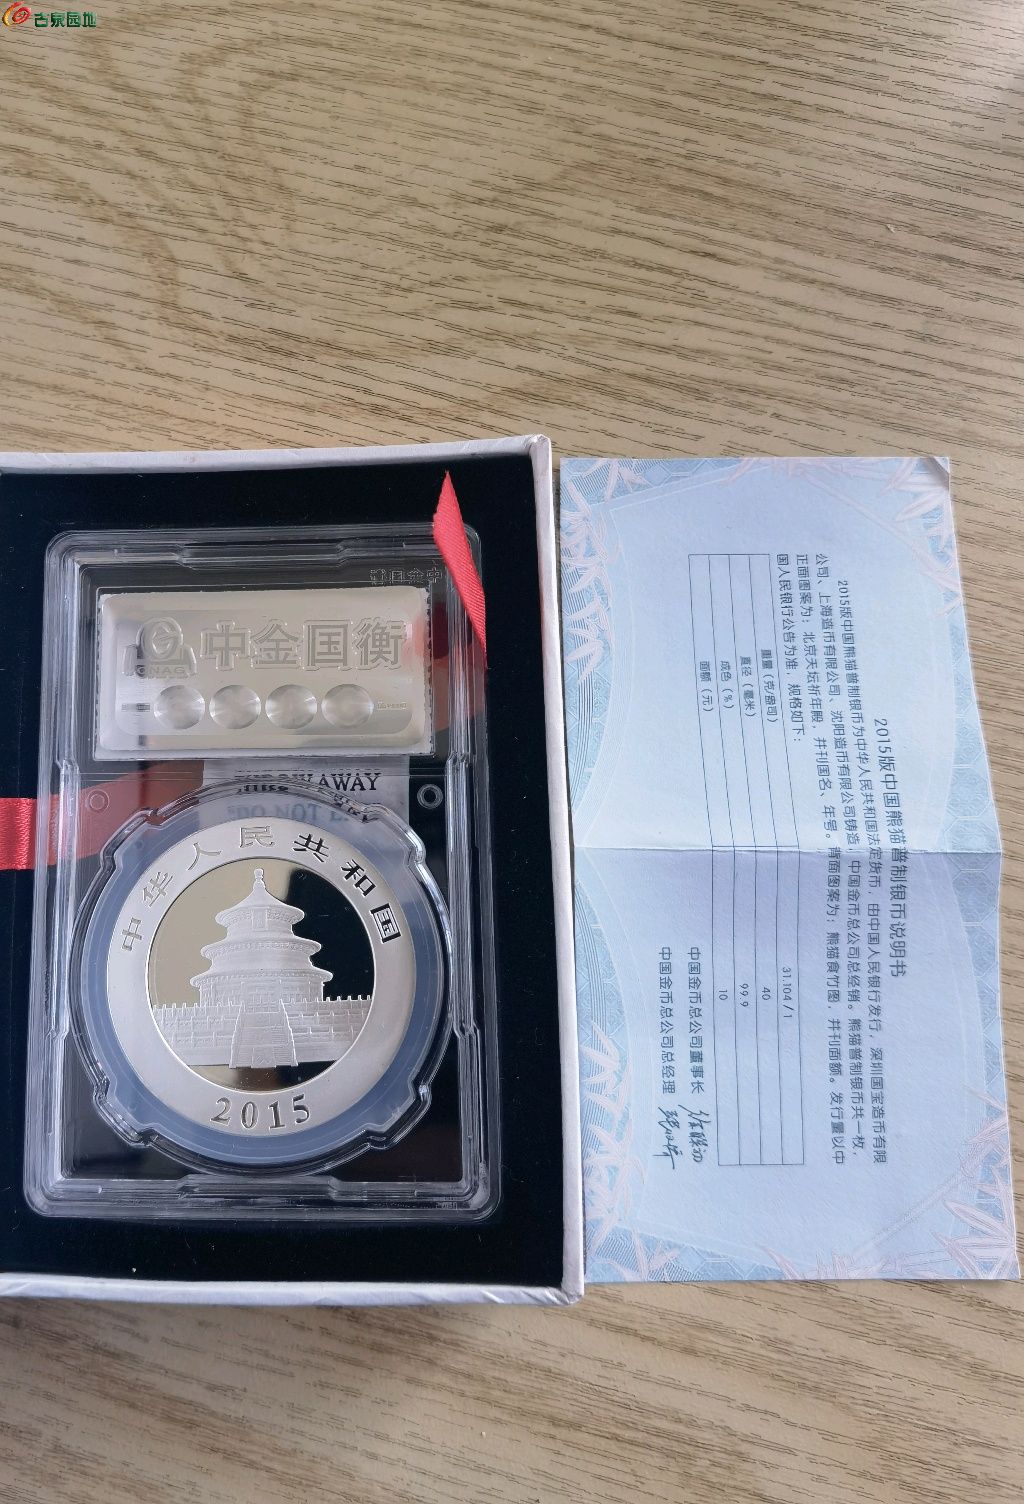 古泉园地
中国金币
中金国衡
GNAG
THROW AWAY
DO NOT EAT
中华人民共和国
2015
2015版中国熊猫普制银币说明书
2015版中国熊猫普制银币为中华人民共和国法定货币，由中国人民银行发行，深圳国宝造币有限
公司、上海造币有限公司、沈阳造币有限公司铸造，中国金币总公司总经销。熊猫普制银币共一枚，
正面图案为：北京天坛祈年殿，并刊国名、年号。背面图案为：熊猫食竹图，并刊面额。发行量以中
国人民银行公告为准，规格如下：
重量（克/盎司） 31.104/1
直径（毫米） 40
成色（%） 99.9
面额（元） 10
中国金币总公司董事长
中国金币总公司总经理